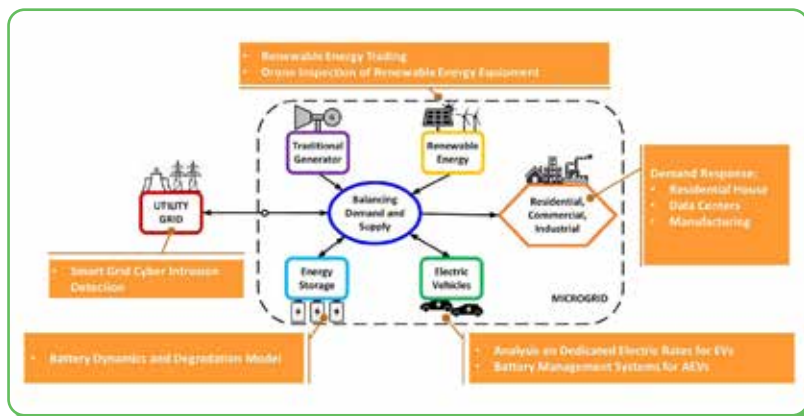 • Renewable Energy Trading
• Drone Inspection of Renewable Energy Equipment
Traditional
Generator
Renewable
Energy
UTILITY
GRID
Balancing
Demand and
Supply
Residential,
Commercial,
Industrial
Demand Response:
• Residential House
• Data Centers
• Manufacturing
• Smart Grid Cyber Intrusion
Detection
Energy
Storage
Electric
Vehicles
MICROGRID
• Battery Dynamics and Degradation Model
• Analysis on Dedicated Electric Rates for EVs
• Battery Management Systems for AEVs